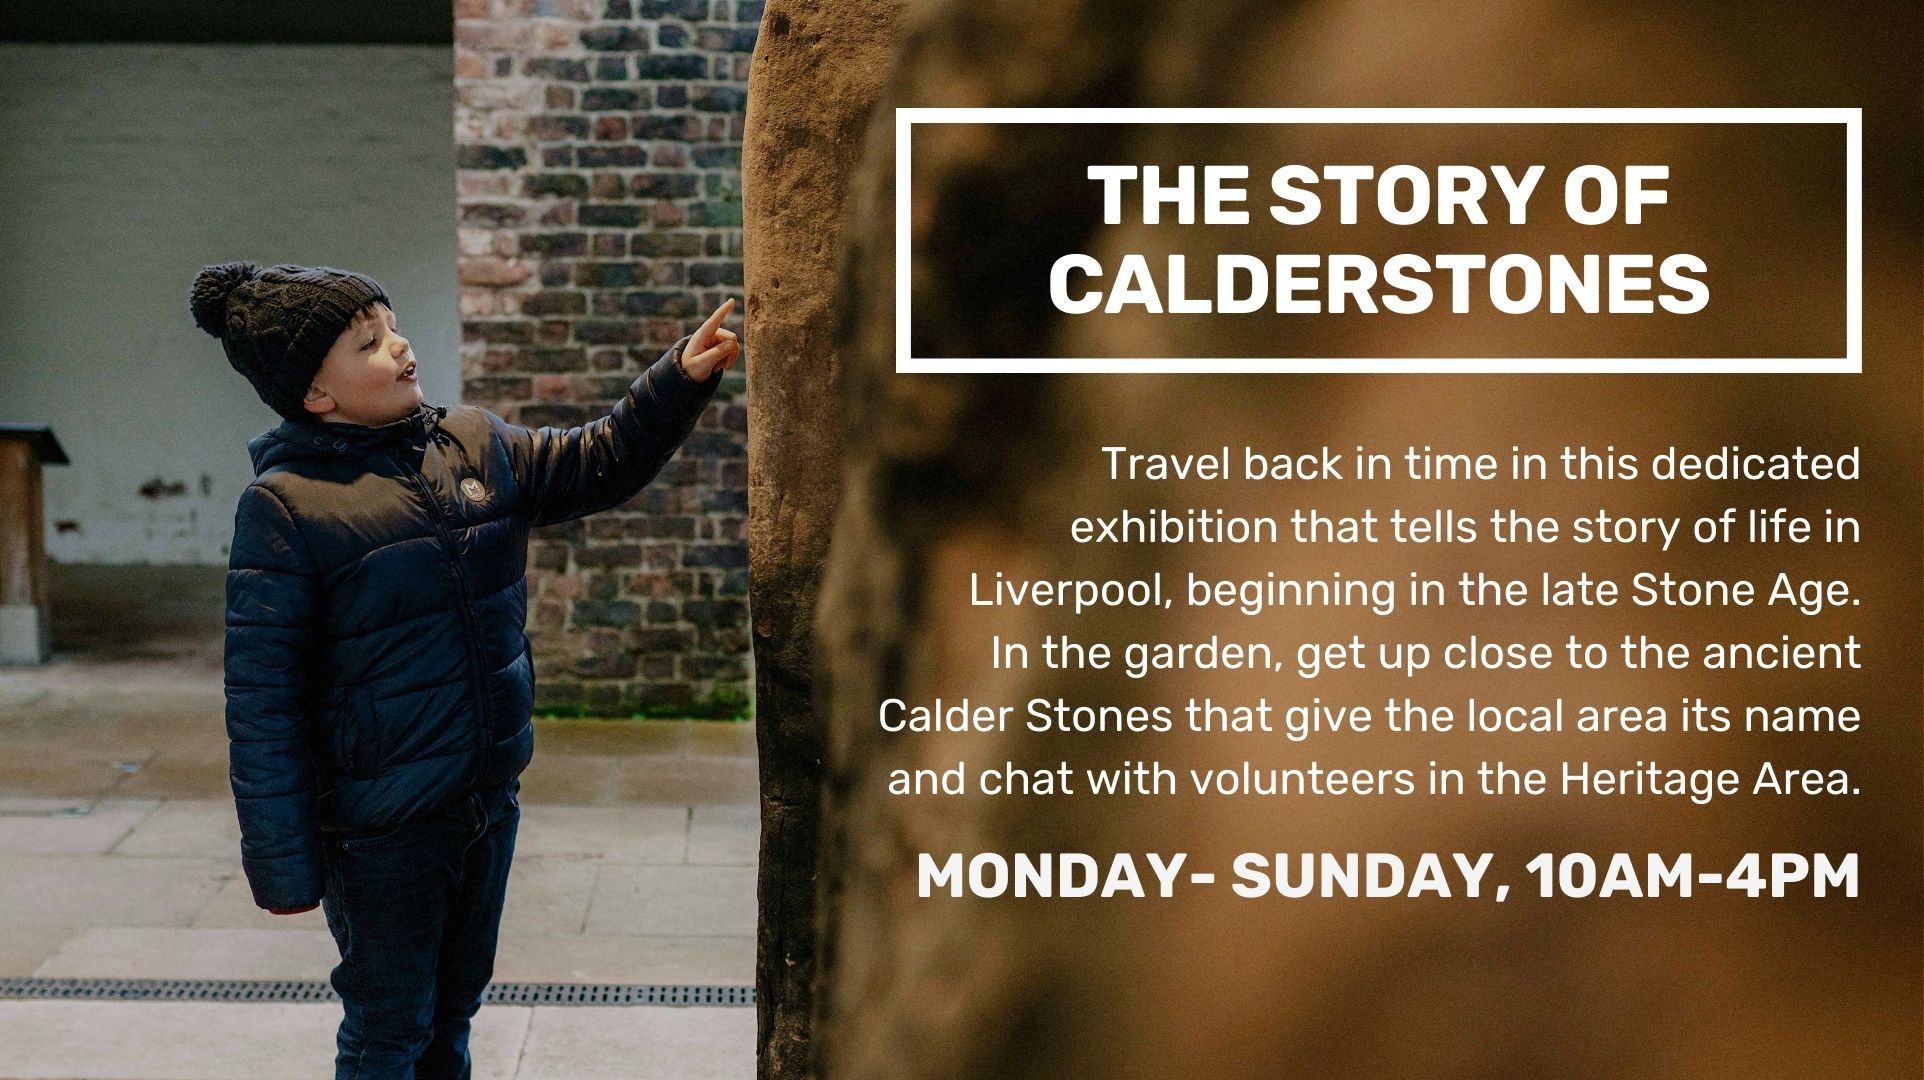 THE STORY OF
CALDERSTONES
Travel back in time in this dedicated
exhibition that tells the story of life in
Liverpool, beginning in the late Stone Age.
In the garden, get up close to the ancient
Calder Stones that give the local area its name
and chat with volunteers in the Heritage Area.
MONDAY- SUNDAY, 10AM-4PM